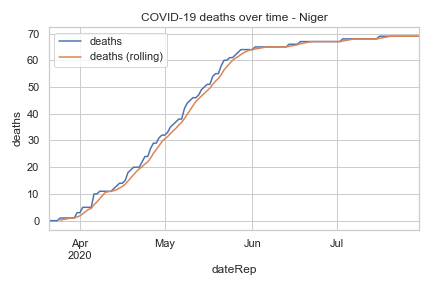 COVID-19 deaths over time - Niger
deaths
deaths (rolling)
70
60
50
40
30
20
10
0
deaths
Apr
2020
May
Jun
Jul
dateRep